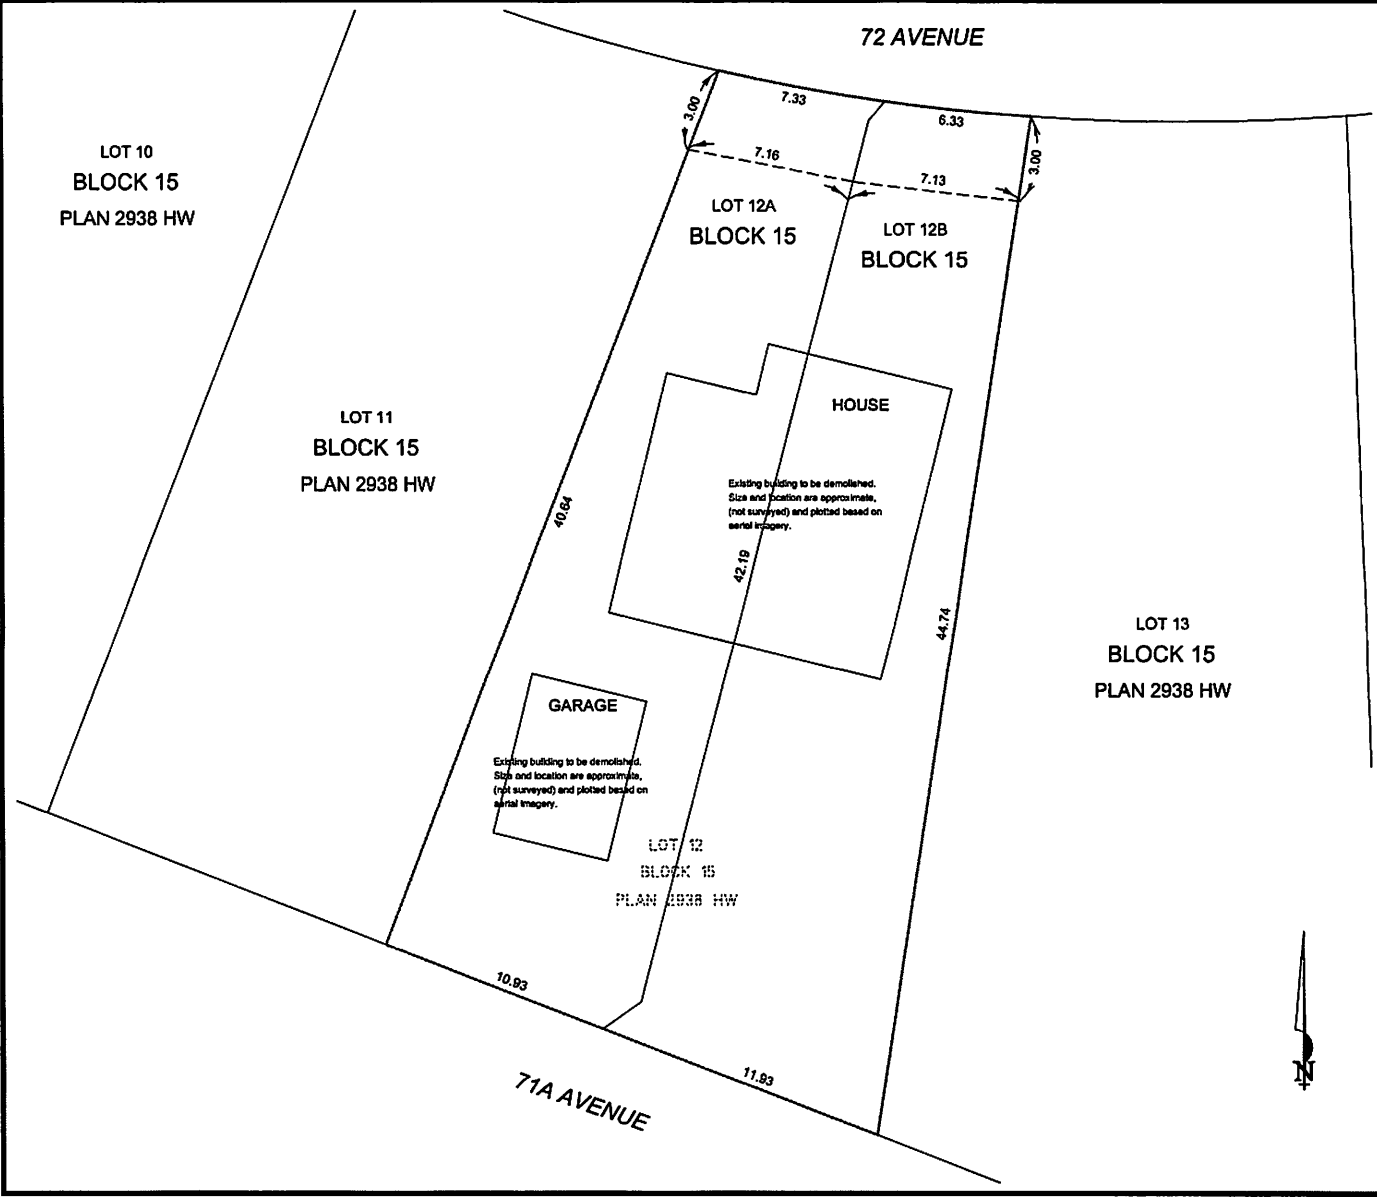 72 AVENUE
7.33
6.33
3.00
3.00
7.16
7.13
LOT 10
BLOCK 15
PLAN 2938 HW
LOT 12A
BLOCK 15
LOT 12B
BLOCK 15
HOUSE
LOT 11
BLOCK 15
PLAN 2938 HW
Existing building to be demolished.
Size and location are approximate,
(not surveyed) and plotted based on
aerial imagery.
40.64
42.19
44.74
LOT 13
BLOCK 15
PLAN 2938 HW
GARAGE
Existing building to be demolished.
Size and location are approximate,
(not surveyed) and plotted based on
aerial imagery.
LOT 12
BLOCK 15
PLAN 2938 HW
10.93
11.93
71A AVENUE
N